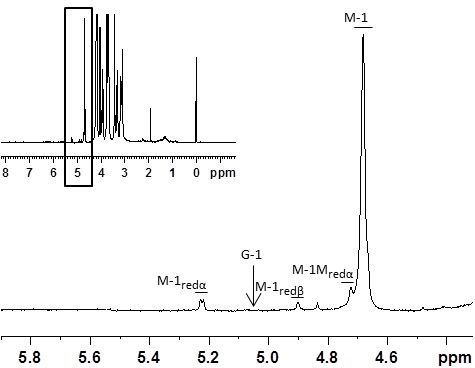 M-1
8 7 6 5 4 3 2 1 0 ppm
G-1
M-1Mredα
M-1redα
M-1redβ
5.8 5.6 5.4 5.2 5.0 4.8 4.6 ppm